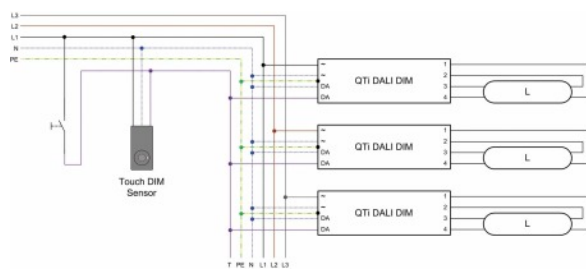 L3
L2
L1
N
PE
~
~
DA
DA
QTi DALI DIM
1
2
3
4
L
~
~
DA
DA
QTi DALI DIM
1
2
3
4
L
~
~
DA
DA
QTi DALI DIM
1
2
3
4
L
Touch DIM
Sensor
T PE N L1 L2 L3